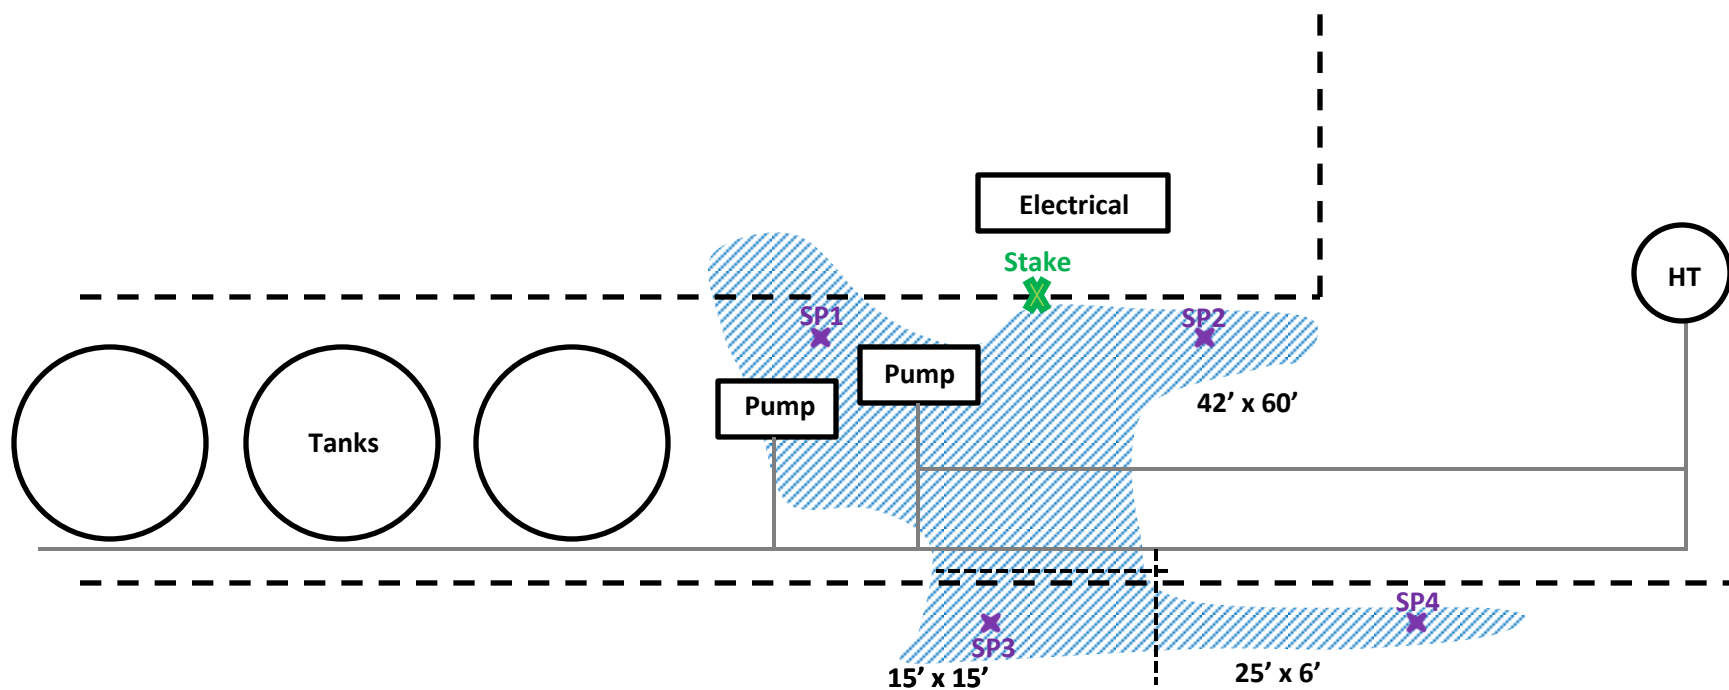 Electrical
Stake
HT
SP1
SP2
Pump
Pump
42’ x 60’
Tanks
SP4
SP3
15’ x 15’
25’ x 6’